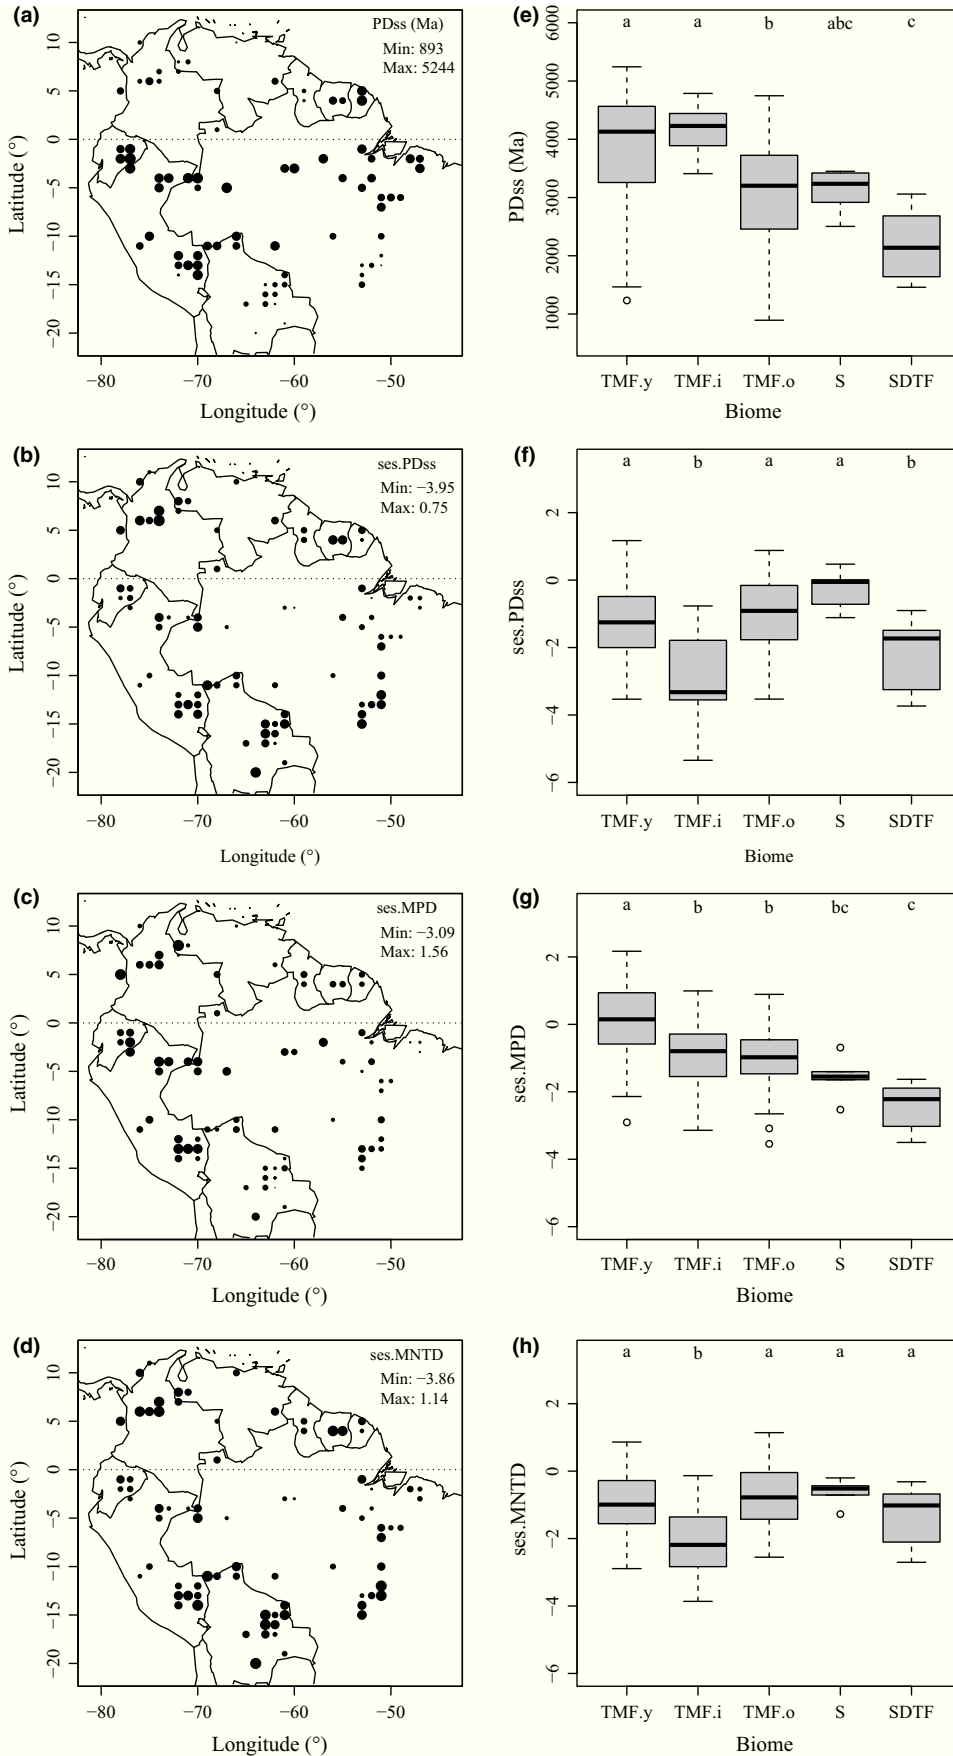 (a)
PDss (Ma)
Min: 893
Max: 5244
Latitude (°)
10
5
0
−5
−10
−15
−20
−80
−70
−60
−50
Longitude (°)
(e)
a a b abc c
PDss (Ma)
6000
5000
4000
3000
2000
1000
TMF.y TMF.i TMF.o S SDTF
Biome
(b)
ses.PDss
Min: −3.95
Max: 0.75
Latitude (°)
10
5
0
−5
−10
−15
−20
−80
−70
−60
−50
Longitude (°)
(f)
a b a a b
ses.PDss
2
0
−2
−4
−6
TMF.y TMF.i TMF.o S SDTF
Biome
(c)
ses.MPD
Min: −3.09
Max: 1.56
Latitude (°)
10
5
0
−5
−10
−15
−20
−80
−70
−60
−50
Longitude (°)
(g)
a b b bc c
ses.MPD
2
0
−2
−4
−6
TMF.y TMF.i TMF.o S SDTF
Biome
(d)
ses.MNTD
Min: −3.86
Max: 1.14
Latitude (°)
10
5
0
−5
−10
−15
−20
−80
−70
−60
−50
Longitude (°)
(h)
a b a a a
ses.MNTD
2
0
−2
−4
−6
TMF.y TMF.i TMF.o S SDTF
Biome